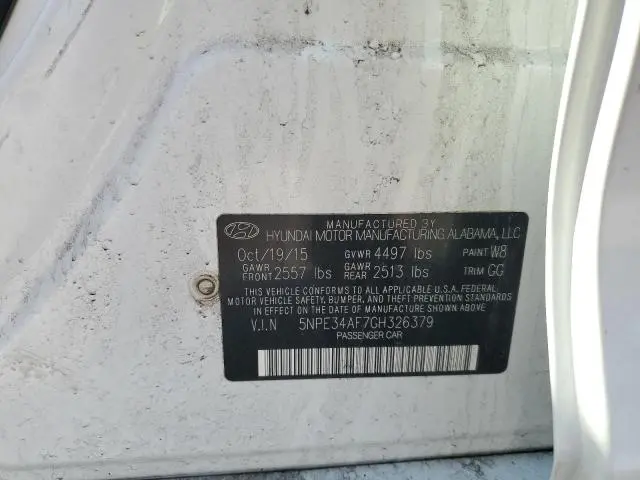 MANUFACTURED BY
HYUNDAI MOTOR MANUFACTURING ALABAMA, LLC
Oct/19/15 GVWR 4497 lbs PAINT W8
GAWR FRONT 2557 lbs GAWR REAR 2513 lbs TRIM GG
THIS VEHICLE CONFORMS TO ALL APPLICABLE U.S.A. FEDERAL
MOTOR VEHICLE SAFETY, BUMPER, AND THEFT PREVENTION STANDARDS
IN EFFECT ON THE DATE OF MANUFACTURE SHOWN ABOVE
V.I.N 5NPE34AF7GH326379
PASSENGER CAR